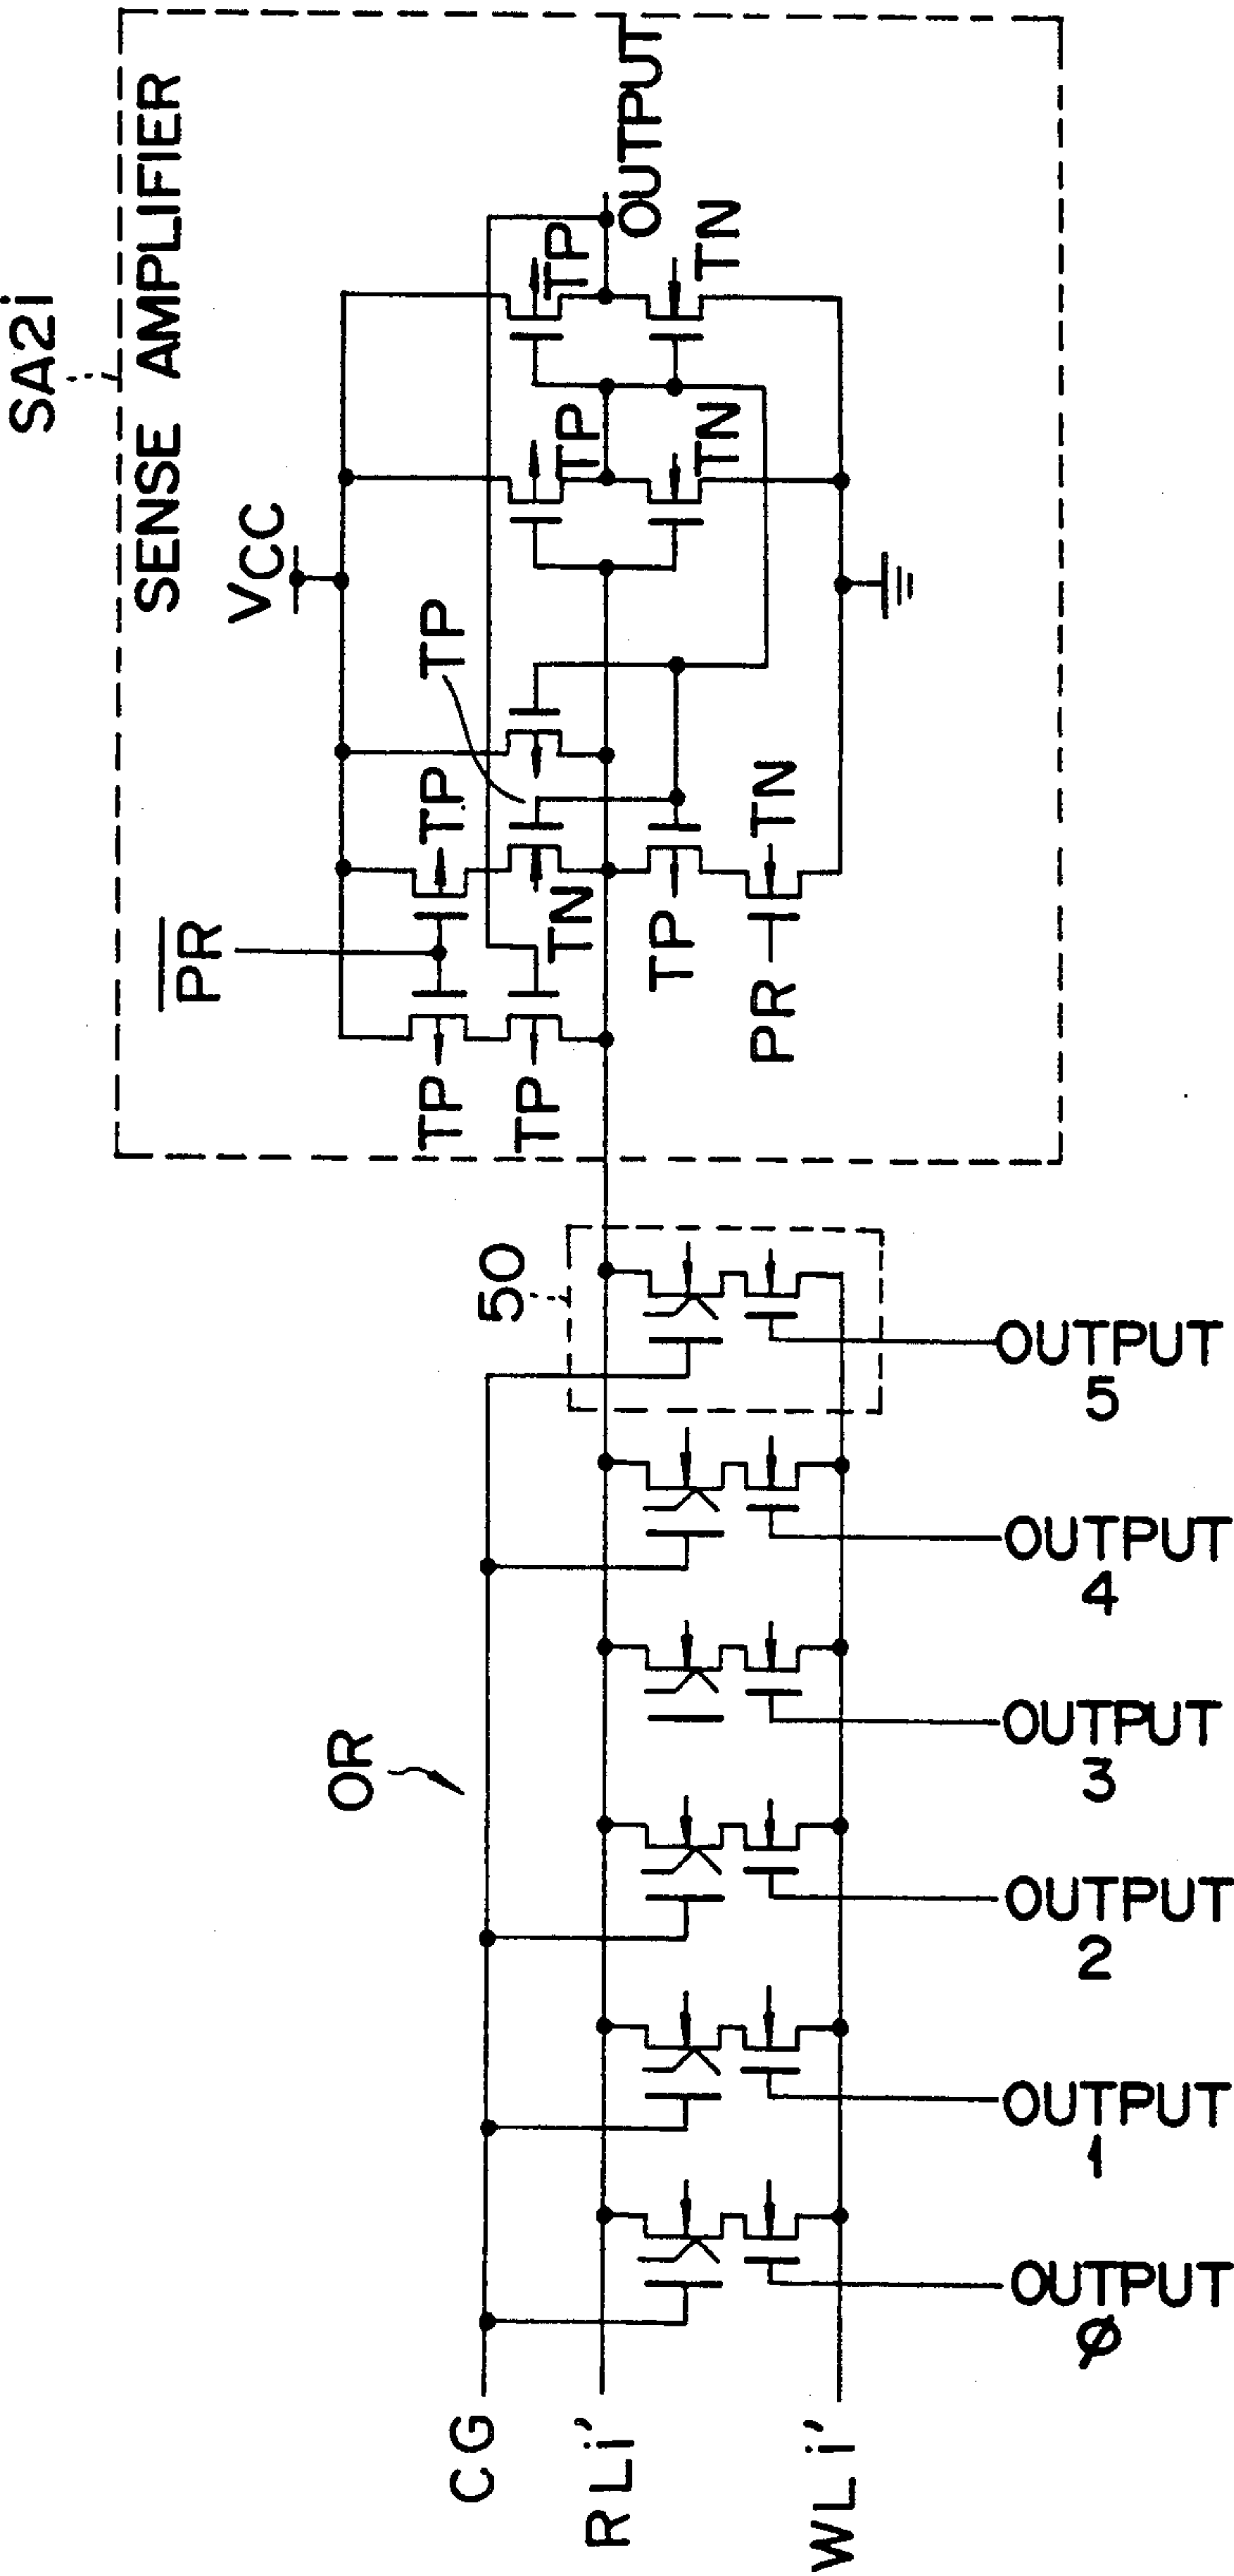 SA2i
SENSE AMPLIFIER
VCC
PR
TP
TP
TP
TP
TP
TP
TN
TP
TN
TN
TN
PR
OUTPUT
50
OR
CG
RLi'
WLi'
OUTPUT
Ø
OUTPUT
1
OUTPUT
2
OUTPUT
3
OUTPUT
4
OUTPUT
5